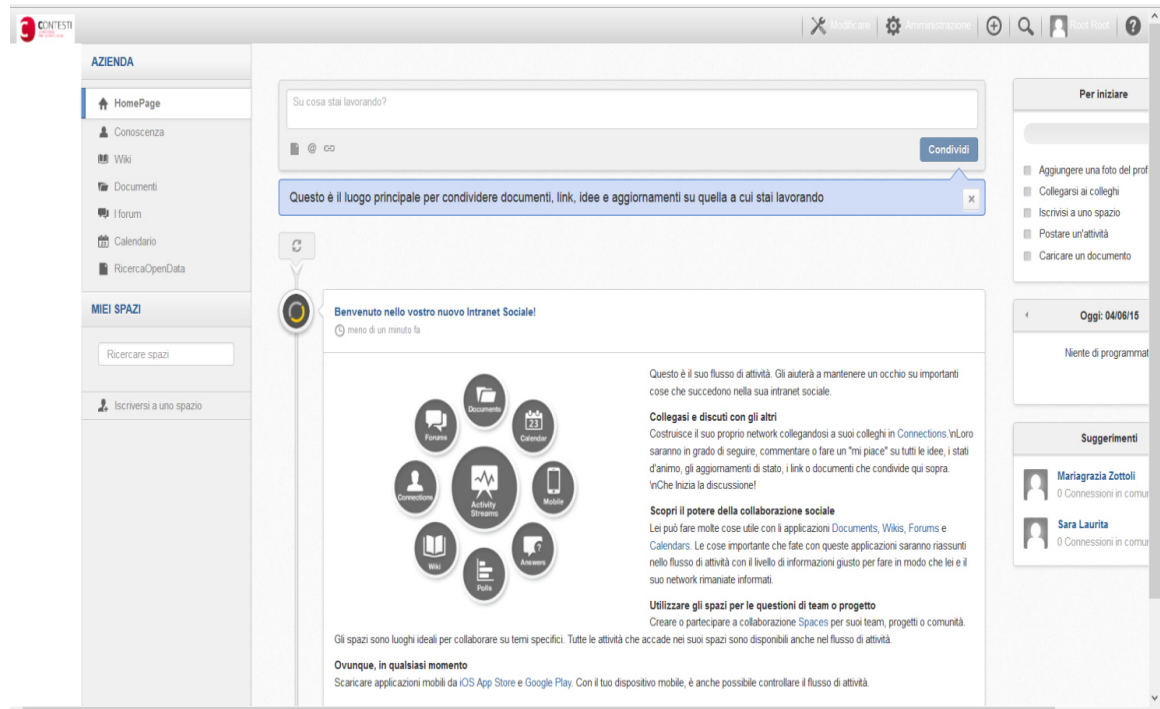 CONTESTI
Modificare
Amministrazione
Root Root
AZIENDA
HomePage
Conoscenza
Wiki
Documenti
I forum
Calendario
RicercaOpenData
MIEI SPAZI
Ricercare spazi
Iscriversi a uno spazio
Su cosa stai lavorando?
Condividi
Questo è il luogo principale per condividere documenti, link, idee e aggiornamenti su quella a cui stai lavorando
Benvenuto nello vostro nuovo Intranet Sociale!
meno di un minuto fa
Documents
Forums
Calendar
23
Connections
Activity
Streams
Mobile
Wiki
Answers
Polls
Questo è il suo flusso di attività. Gli aiuterà a mantenere un occhio su importanti
cose che succedono nella sua intranet sociale.
Collegasi e discuti con gli altri
Costruisce il suo proprio network collegandosi a suoi colleghi in Connections.\nLoro
saranno in grado di seguire, commentare o fare un "mi piace" su tutti le idee, i stati
d'animo, gli aggiornamenti di stato, i link o documenti che condivide qui sopra.
\nChe Inizia la discussione!
Scopri il potere della collaborazione sociale
Lei può fare molte cose utile con li applicazioni Documents, Wikis, Forums e
Calendars. Le cose importante che fate con queste applicazioni saranno riassunti
nello flusso di attività con il livello di informazioni giusto per fare in modo che lei e il
suo network rimaniate informati.
Utilizzare gli spazi per le questioni di team o progetto
Creare o partecipare a collaborazione Spaces per suoi team, progetti o comunità.
Gli spazi sono luoghi ideali per collaborare su temi specifici. Tutte le attività che accade nei suoi spazi sono disponibili anche nel flusso di attività.
Ovunque, in qualsiasi momento
Scaricare applicazioni mobili da iOS App Store e Google Play. Con il tuo dispositivo mobile, è anche possibile controllare il flusso di attività.
Per iniziare
Aggiungere una foto del prof
Collegarsi ai colleghi
Iscrivisi a uno spazio
Postare un'attività
Caricare un documento
Oggi: 04/06/15
Niente di programmat
Suggerimenti
Mariagrazia Zottoli
0 Connessioni in comu
Sara Laurita
0 Connessioni in comu